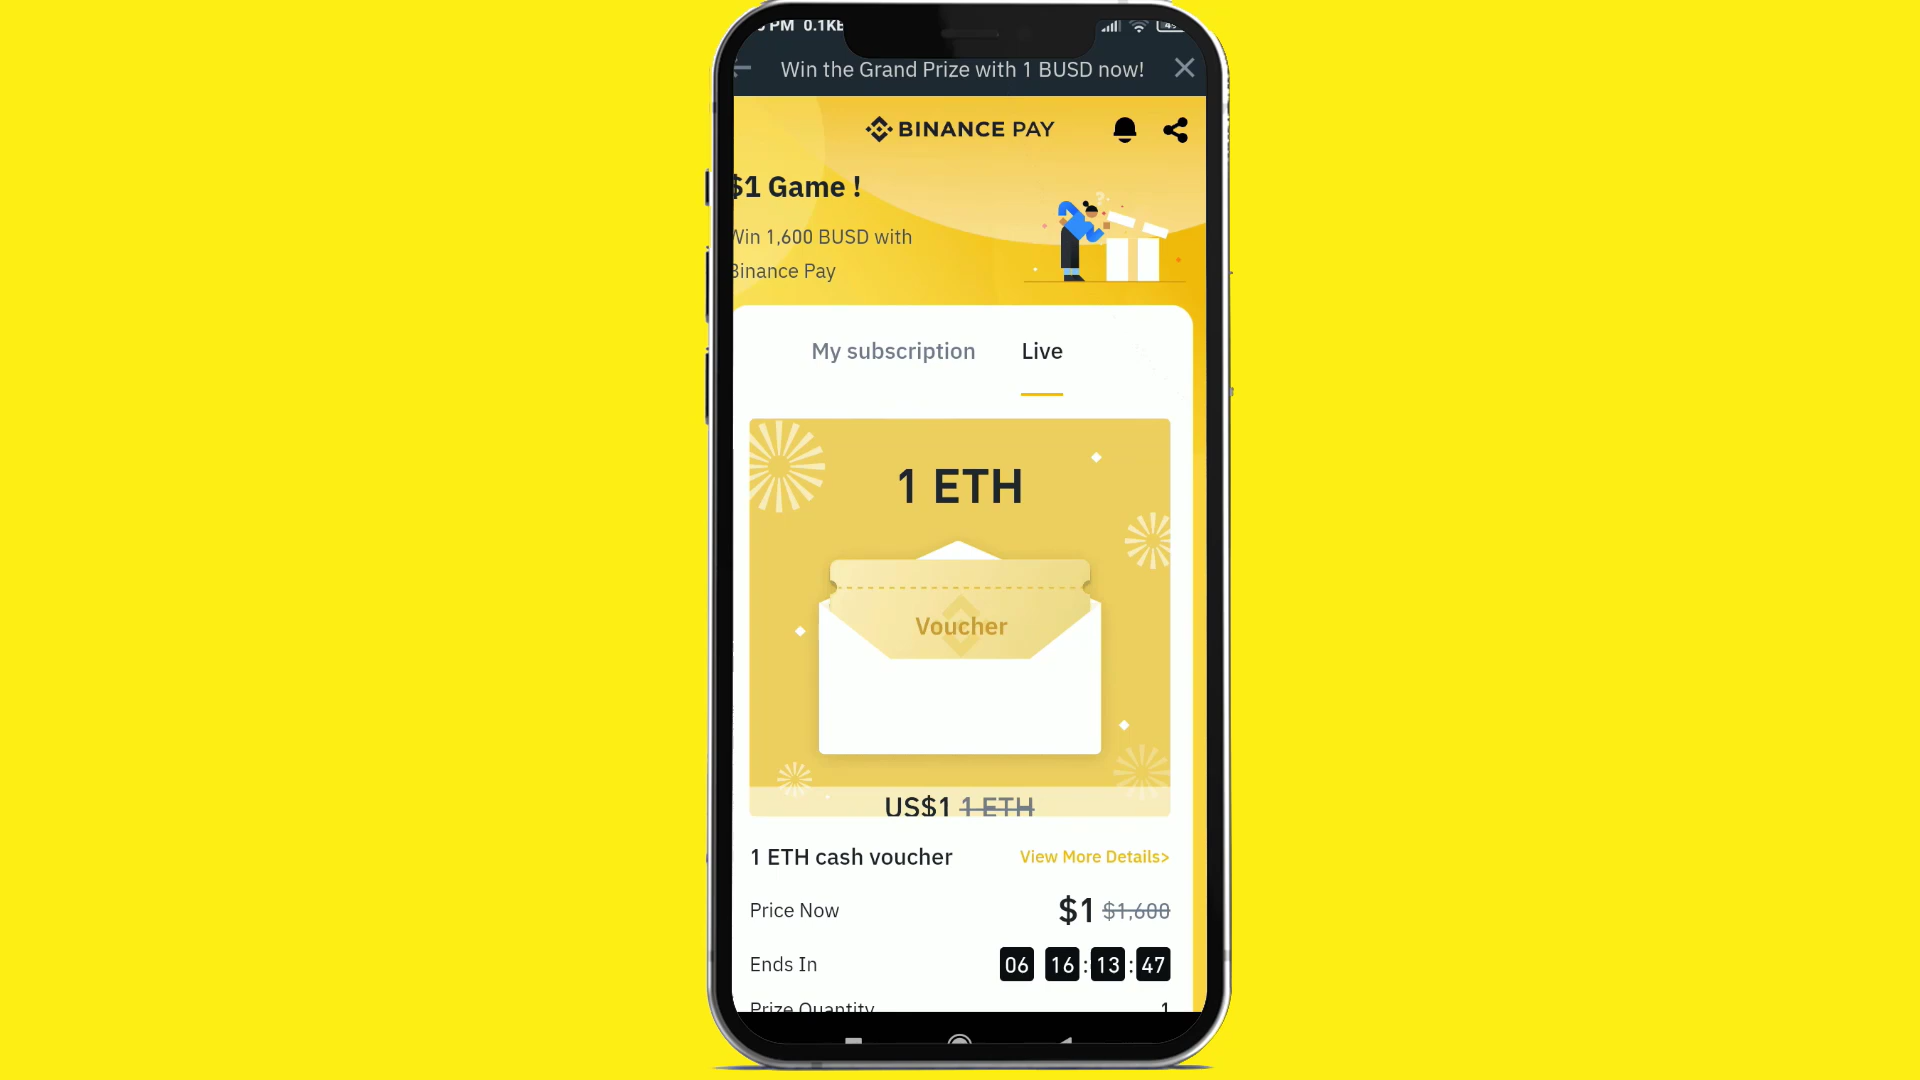 PM 0.1KB
Win the Grand Prize with 1 BUSD now!
BINANCE PAY
$1 Game !
Win 1,600 BUSD with
Binance Pay
My subscription Live
1 ETH
Voucher
US$1 1 ETH
1 ETH cash voucher View More Details>
Price Now $1 $1,600
Ends In 06 16:13:47
Prize Quantity 1